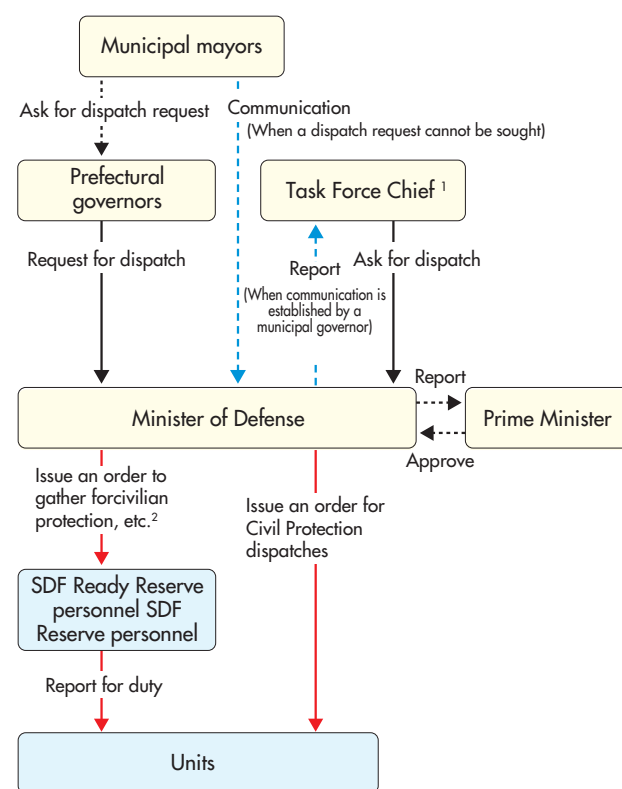 Municipal mayors
Ask for dispatch request
Communication
(When a dispatch request cannot be sought)
Prefectural
governors
Task Force Chief 1
Request for dispatch
Report
(When communication is
established by a
municipal governor)
Ask for dispatch
Minister of Defense
Report
Prime Minister
Approve
Issue an order to
gather forcivilian
protection, etc.2
Issue an order for
Civil Protection
dispatches
SDF Ready Reserve
personnel SDF
Reserve personnel
Report for duty
Units